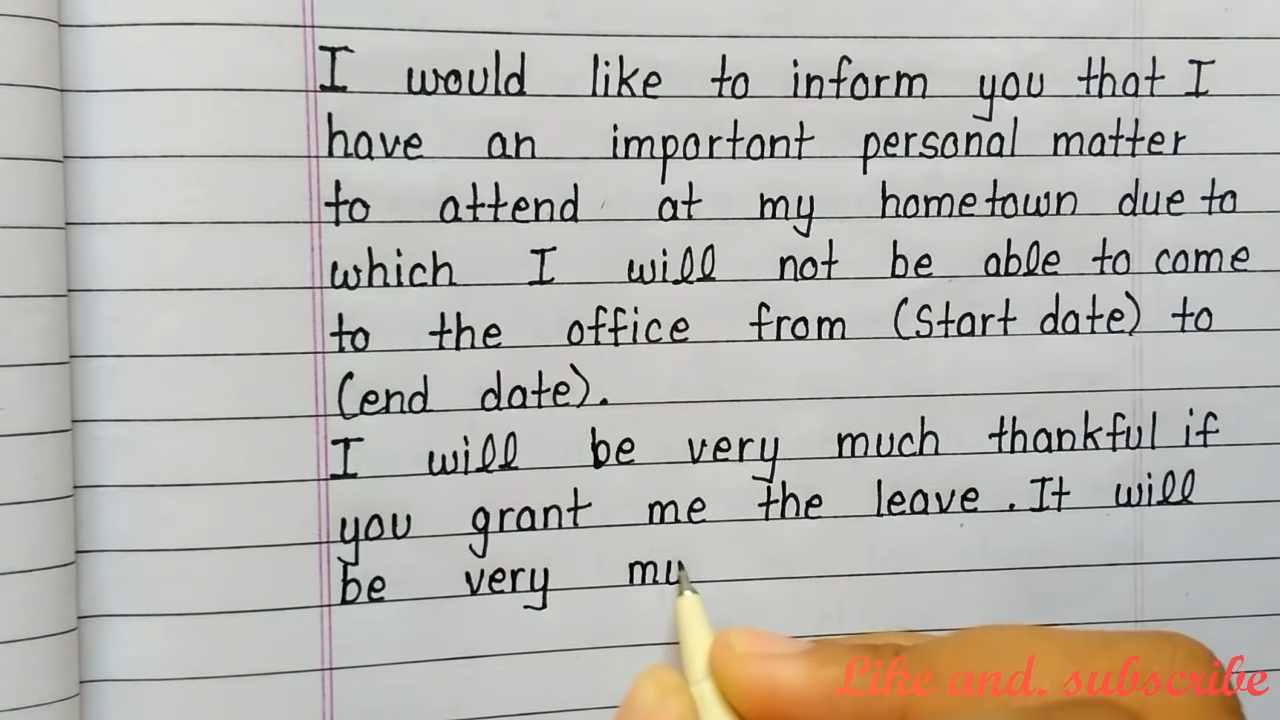 I would like to inform you that I
have an important personal matter
to attend at my hometown due to
which I will not be able to come
to the office from (Start date) to
(end date).
I will be very much thankful if
you grant me the leave. It will
be very mu
Like and. subscribe